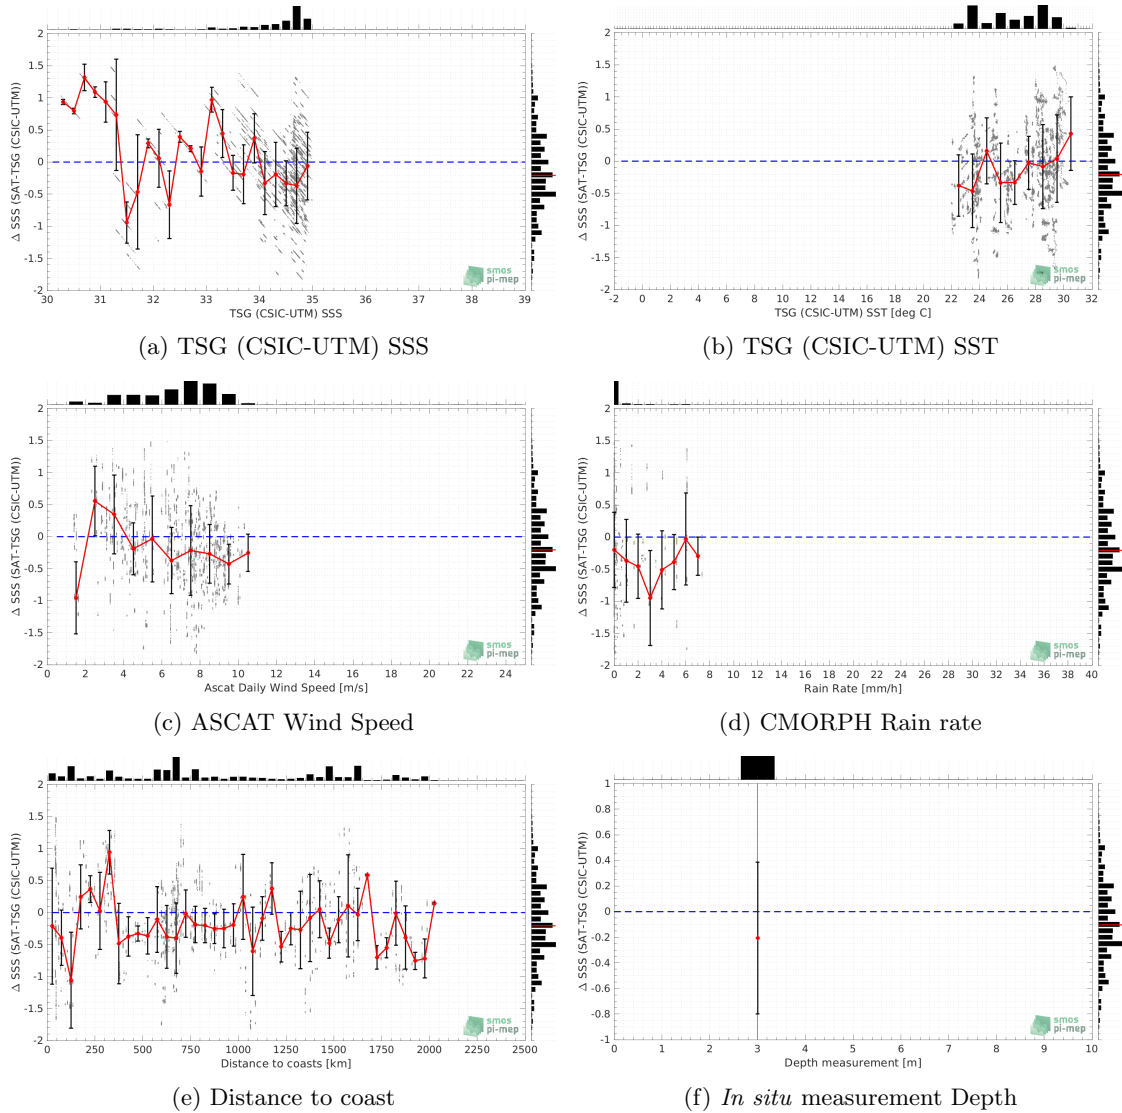 Δ SSS (SAT-TSG (CSIC-UTM))
2
1.5
1
0.5
0
-0.5
-1
-1.5
-2
30 31 32 33 34 35 36 37 38 39
TSG (CSIC-UTM) SSS
smos
pi-mep
(a) TSG (CSIC-UTM) SSS
Δ SSS (SAT-TSG (CSIC-UTM))
2
1.5
1
0.5
0
-0.5
-1
-1.5
-2
-2 0 2 4 6 8 10 12 14 16 18 20 22 24 26 28 30 32
TSG (CSIC-UTM) SST [deg C]
smos
pi-mep
(b) TSG (CSIC-UTM) SST
Δ SSS (SAT-TSG (CSIC-UTM))
2
1.5
1
0.5
0
-0.5
-1
-1.5
-2
0 2 4 6 8 10 12 14 16 18 20 22 24
Ascat Daily Wind Speed [m/s]
smos
pi-mep
(c) ASCAT Wind Speed
Δ SSS (SAT-TSG (CSIC-UTM))
2
1.5
1
0.5
0
-0.5
-1
-1.5
-2
0 2 4 6 8 10 12 14 16 18 20 22 24 26 28 30 32 34 36 38 40
Rain Rate [mm/h]
smos
pi-mep
(d) CMORPH Rain rate
Δ SSS (SAT-TSG (CSIC-UTM))
2
1.5
1
0.5
0
-0.5
-1
-1.5
-2
0 250 500 750 1000 1250 1500 1750 2000 2250 2500
Distance to coasts [km]
smos
pi-mep
(e) Distance to coast
Δ SSS (SAT-TSG (CSIC-UTM))
1
0.8
0.6
0.4
0.2
0
-0.2
-0.4
-0.6
-0.8
-1
0 1 2 3 4 5 6 7 8 9 10
Depth measurement [m]
smos
pi-mep
(f) In situ measurement Depth